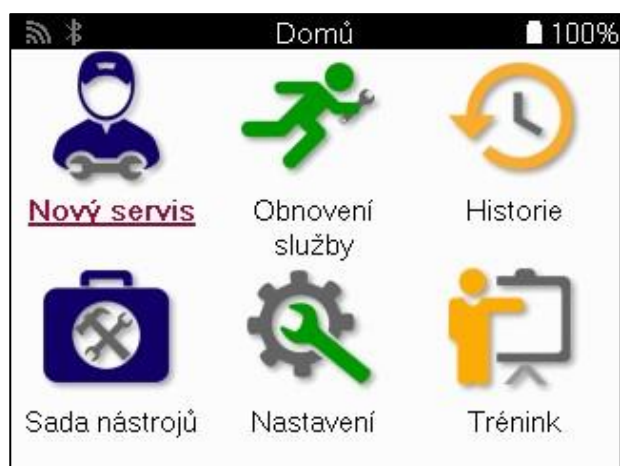 Domů
100%
Nový servis
Obnovení
služby
Historie
Sada nástrojů
Nastavení
Trénink